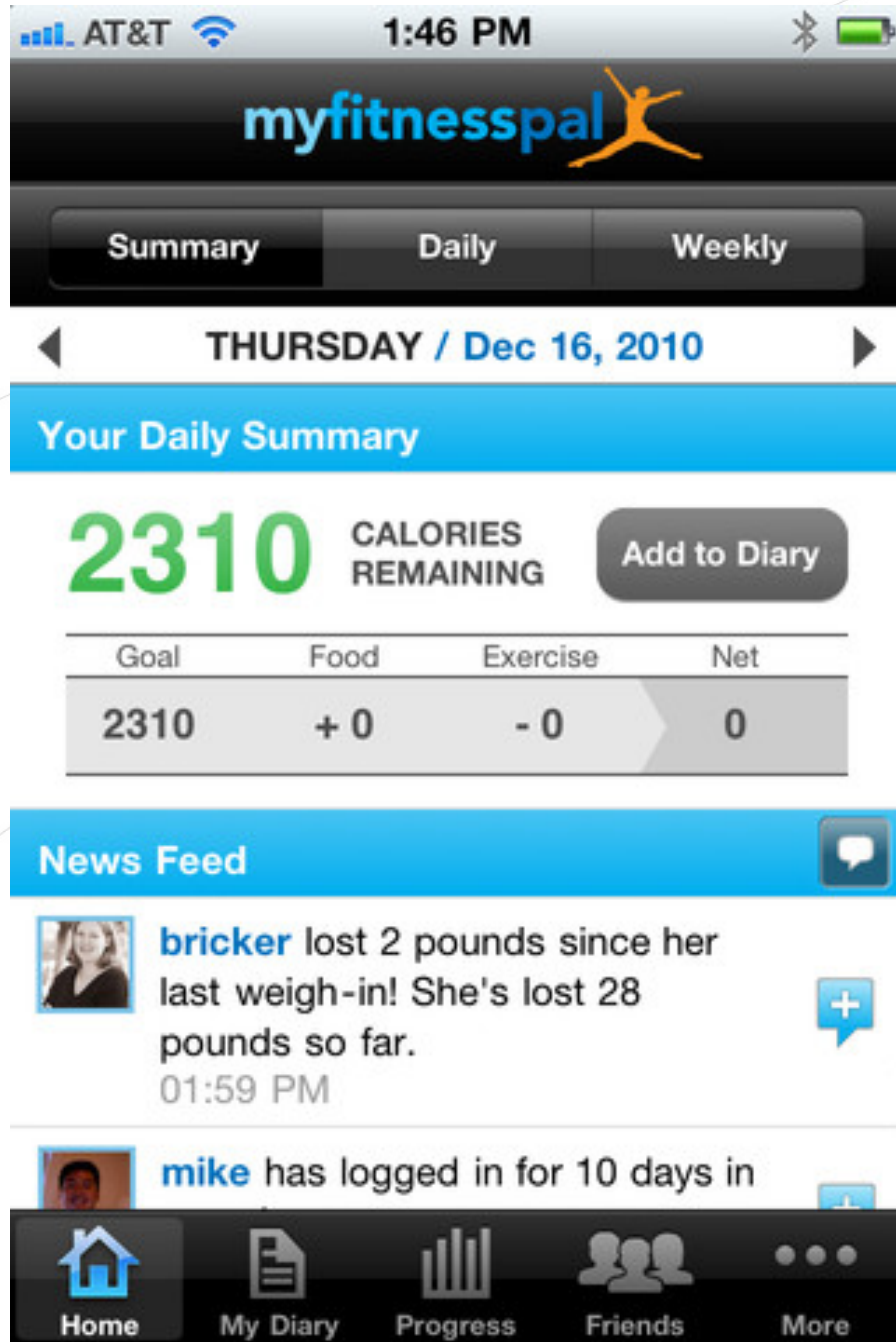 AT&T 1:46 PM
myfitnesspal
Summary Daily Weekly
THURSDAY / Dec 16, 2010
Your Daily Summary
2310 CALORIES REMAINING Add to Diary
Goal Food Exercise Net
2310 + 0 - 0 0
News Feed
bricker lost 2 pounds since her
last weigh-in! She's lost 28
pounds so far.
01:59 PM
mike has logged in for 10 days in
Home My Diary Progress Friends More